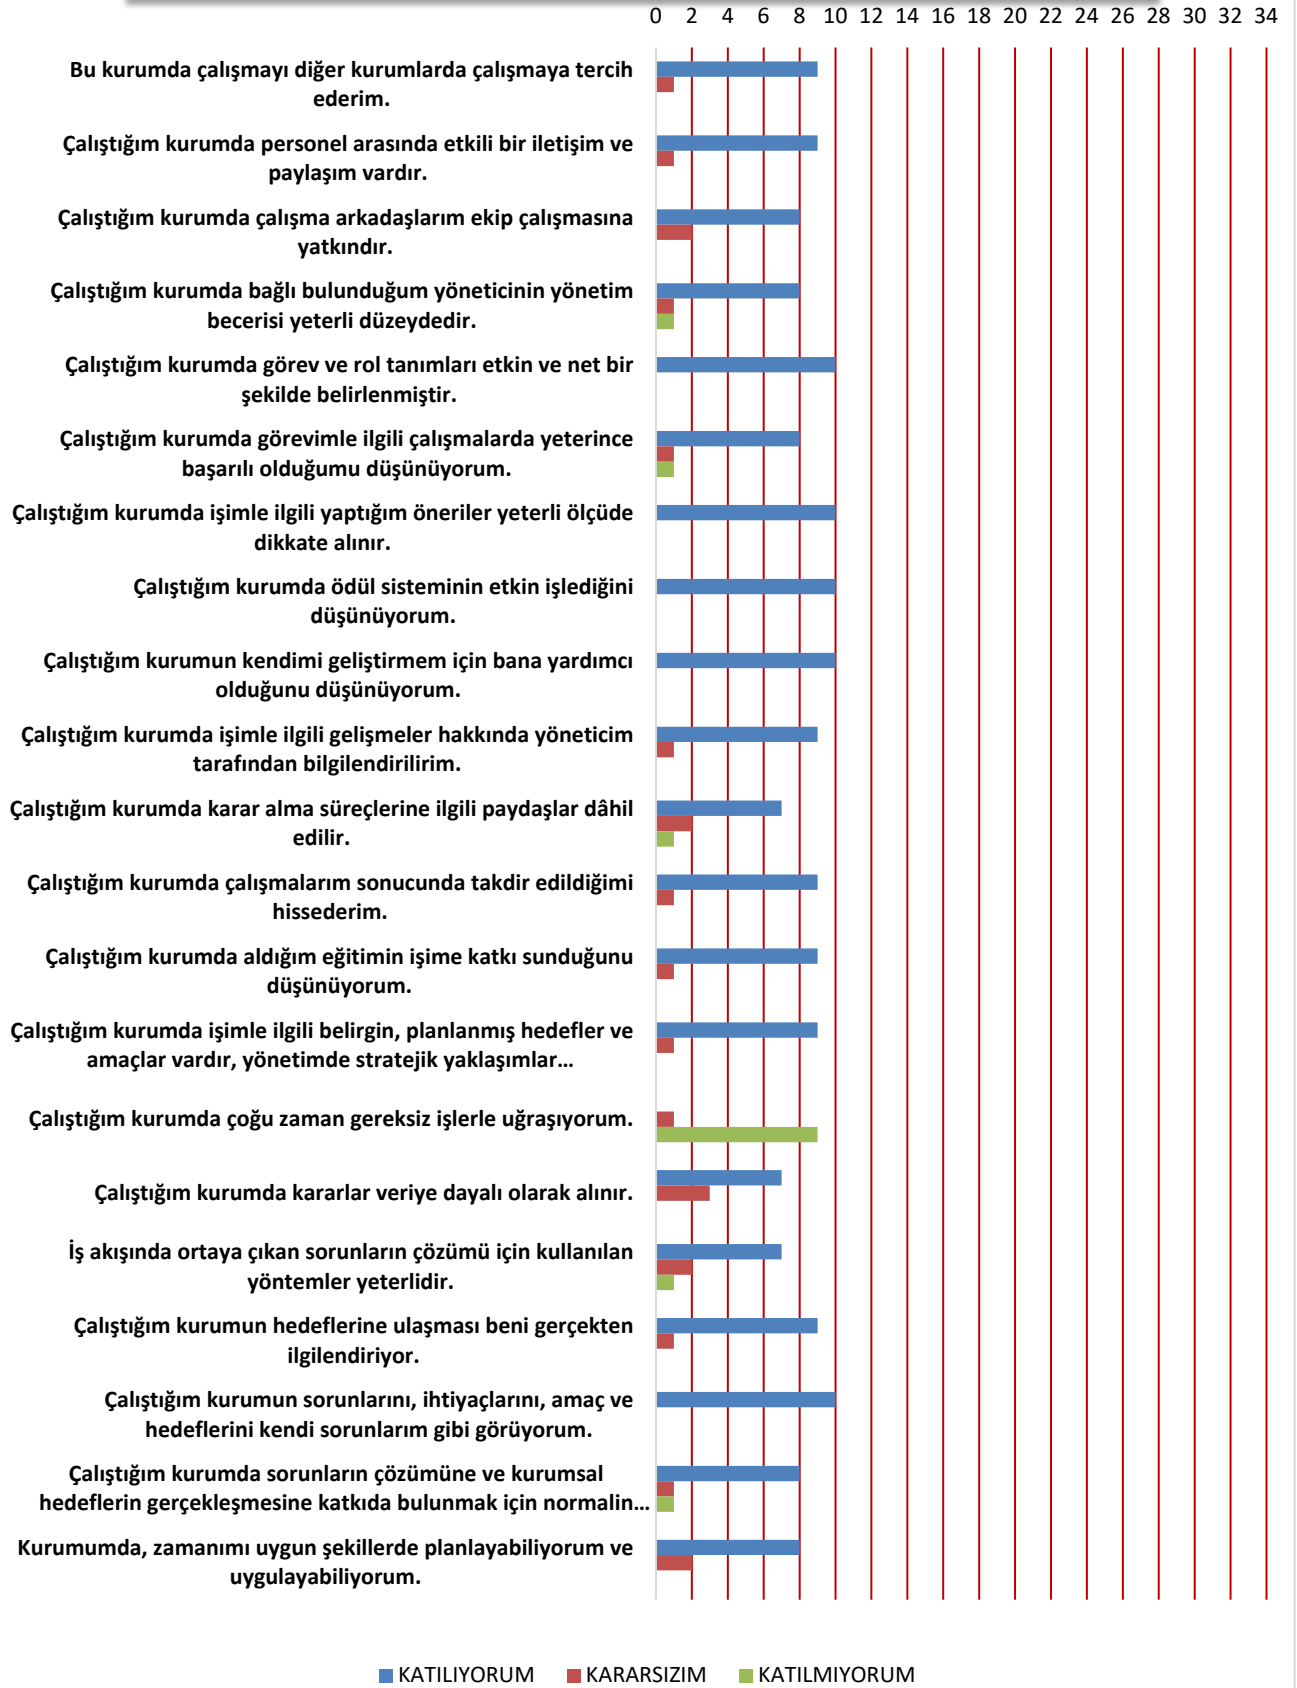 0 2 4 6 8 10 12 14 16 18 20 22 24 26 28 30 32 34
Bu kurumda çalışmayı diğer kurumlarda çalışmaya tercih
ederim.
Çalıştığım kurumda personel arasında etkili bir iletişim ve
paylaşım vardır.
Çalıştığım kurumda çalışma arkadaşlarım ekip çalışmasına
yatkındır.
Çalıştığım kurumda bağlı bulunduğum yöneticinin yönetim
becerisi yeterli düzeydedir.
Çalıştığım kurumda görev ve rol tanımları etkin ve net bir
şekilde belirlenmiştir.
Çalıştığım kurumda görevimle ilgili çalışmalarda yeterince
başarılı olduğumu düşünüyorum.
Çalıştığım kurumda işimle ilgili yaptığım öneriler yeterli ölçüde
dikkate alınır.
Çalıştığım kurumda ödül sisteminin etkin işlediğini
düşünüyorum.
Çalıştığım kurumun kendimi geliştirmem için bana yardımcı
olduğunu düşünüyorum.
Çalıştığım kurumda işimle ilgili gelişmeler hakkında yöneticim
tarafından bilgilendirilirim.
Çalıştığım kurumda karar alma süreçlerine ilgili paydaşlar dâhil
edilir.
Çalıştığım kurumda çalışmalarım sonucunda takdir edildiğimi
hissederim.
Çalıştığım kurumda aldığım eğitimin işime katkı sunduğunu
düşünüyorum.
Çalıştığım kurumda işimle ilgili belirgin, planlanmış hedefler ve
amaçlar vardır, yönetimde stratejik yaklaşımlar…
Çalıştığım kurumda çoğu zaman gereksiz işlerle uğraşıyorum.
Çalıştığım kurumda kararlar veriye dayalı olarak alınır.
İş akışında ortaya çıkan sorunların çözümü için kullanılan
yöntemler yeterlidir.
Çalıştığım kurumun hedeflerine ulaşması beni gerçekten
ilgilendiriyor.
Çalıştığım kurumun sorunlarını, ihtiyaçlarını, amaç ve
hedeflerini kendi sorunlarım gibi görüyorum.
Çalıştığım kurumda sorunların çözümüne ve kurumsal
hedeflerin gerçekleşmesine katkıda bulunmak için normalin…
Kurumumda, zamanımı uygun şekillerde planlayabiliyorum ve
uygulayabiliyorum.
KATILIYORUM KARARSIZIM KATILMIYORUM